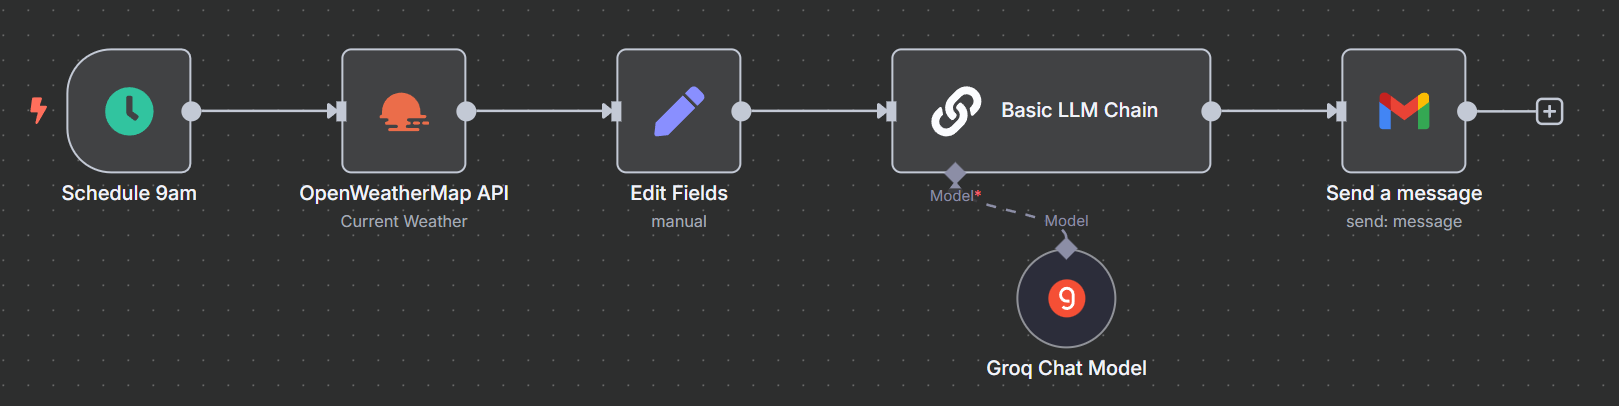 Basic LLM Chain
Schedule 9am
OpenWeatherMap API
Current Weather
Edit Fields
manual
Model*
Send a message
send: message
Model
Groq Chat Model